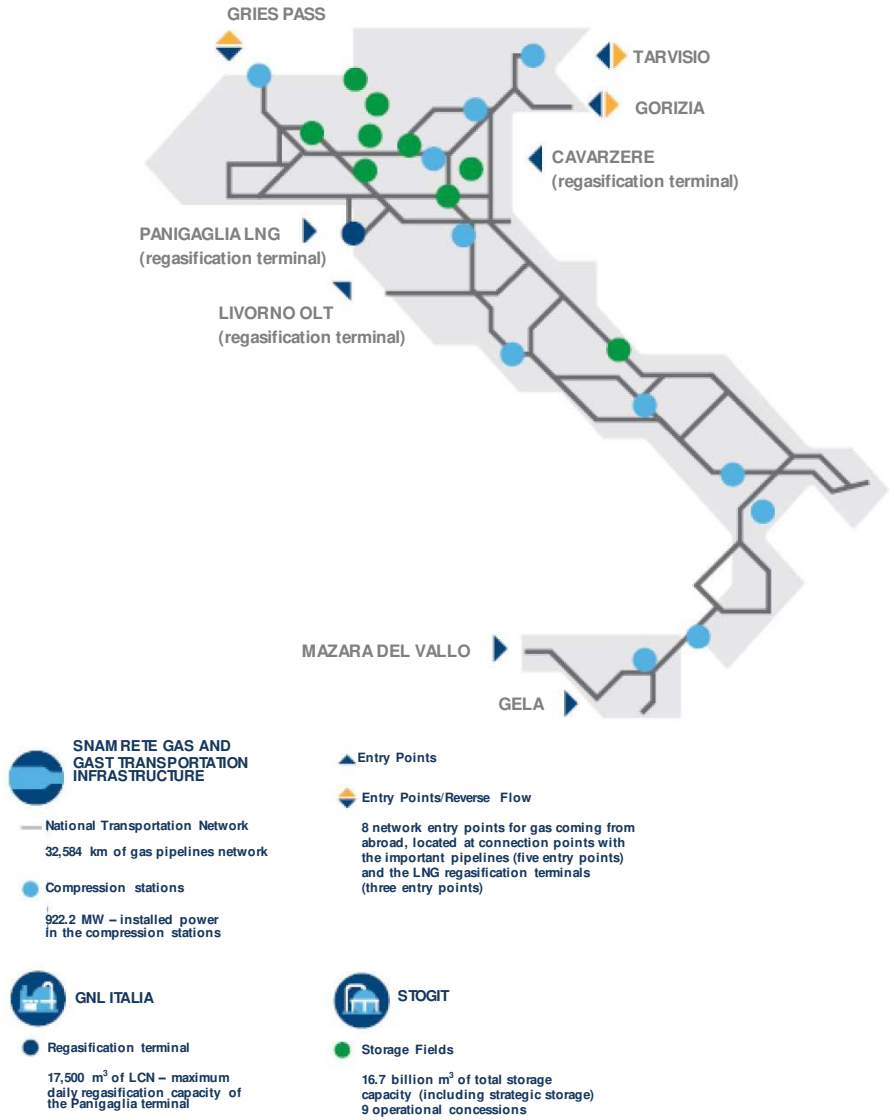 GRIES PASS
TARVISIO
GORIZIA
CAVARZERE
(regasification terminal)
PANIGAGLIA LNG
(regasification terminal)
LIVORNO OLT
(regasification terminal)
MAZARA DEL VALLO
GELA
SNAM RETE GAS AND
GAST TRANSPORTATION
INFRASTRUCTURE
National Transportation Network
32,584 km of gas pipelines network
Compression stations
922.2 MW – installed power
in the compression stations
Entry Points
Entry Points/Reverse Flow
8 network entry points for gas coming from
abroad, located at connection points with
the important pipelines (five entry points)
and the LNG regasification terminals
(three entry points)
GNL ITALIA
Regasification terminal
17,500 m³ of LCN – maximum
daily regasification capacity of
the Panigaglia terminal
STOGIT
Storage Fields
16.7 billion m³ of total storage
capacity (including strategic storage)
9 operational concessions